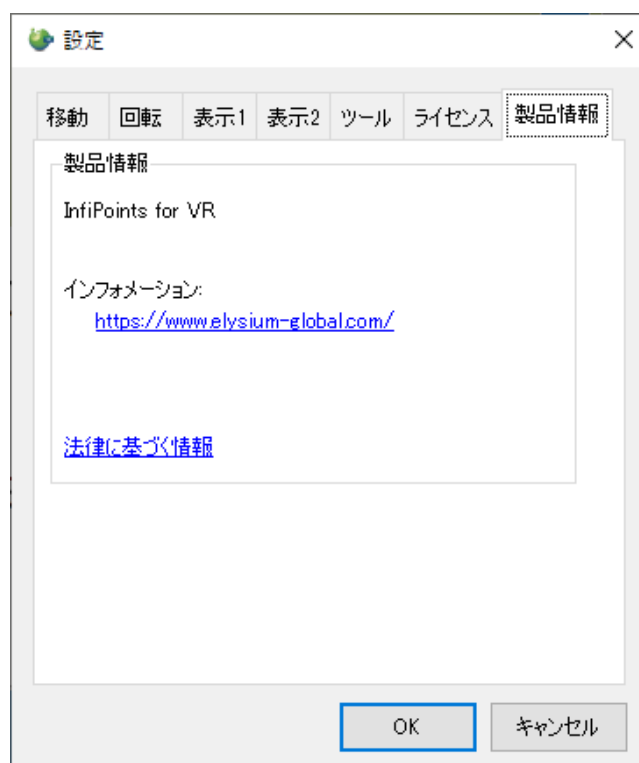 設定
移動 回転 表示1 表示2 ツール ライセンス 製品情報
製品情報
InfiPoints for VR
インフォメーション:
https://www.elysium-global.com/
法律に基づく情報
OK キャンセル